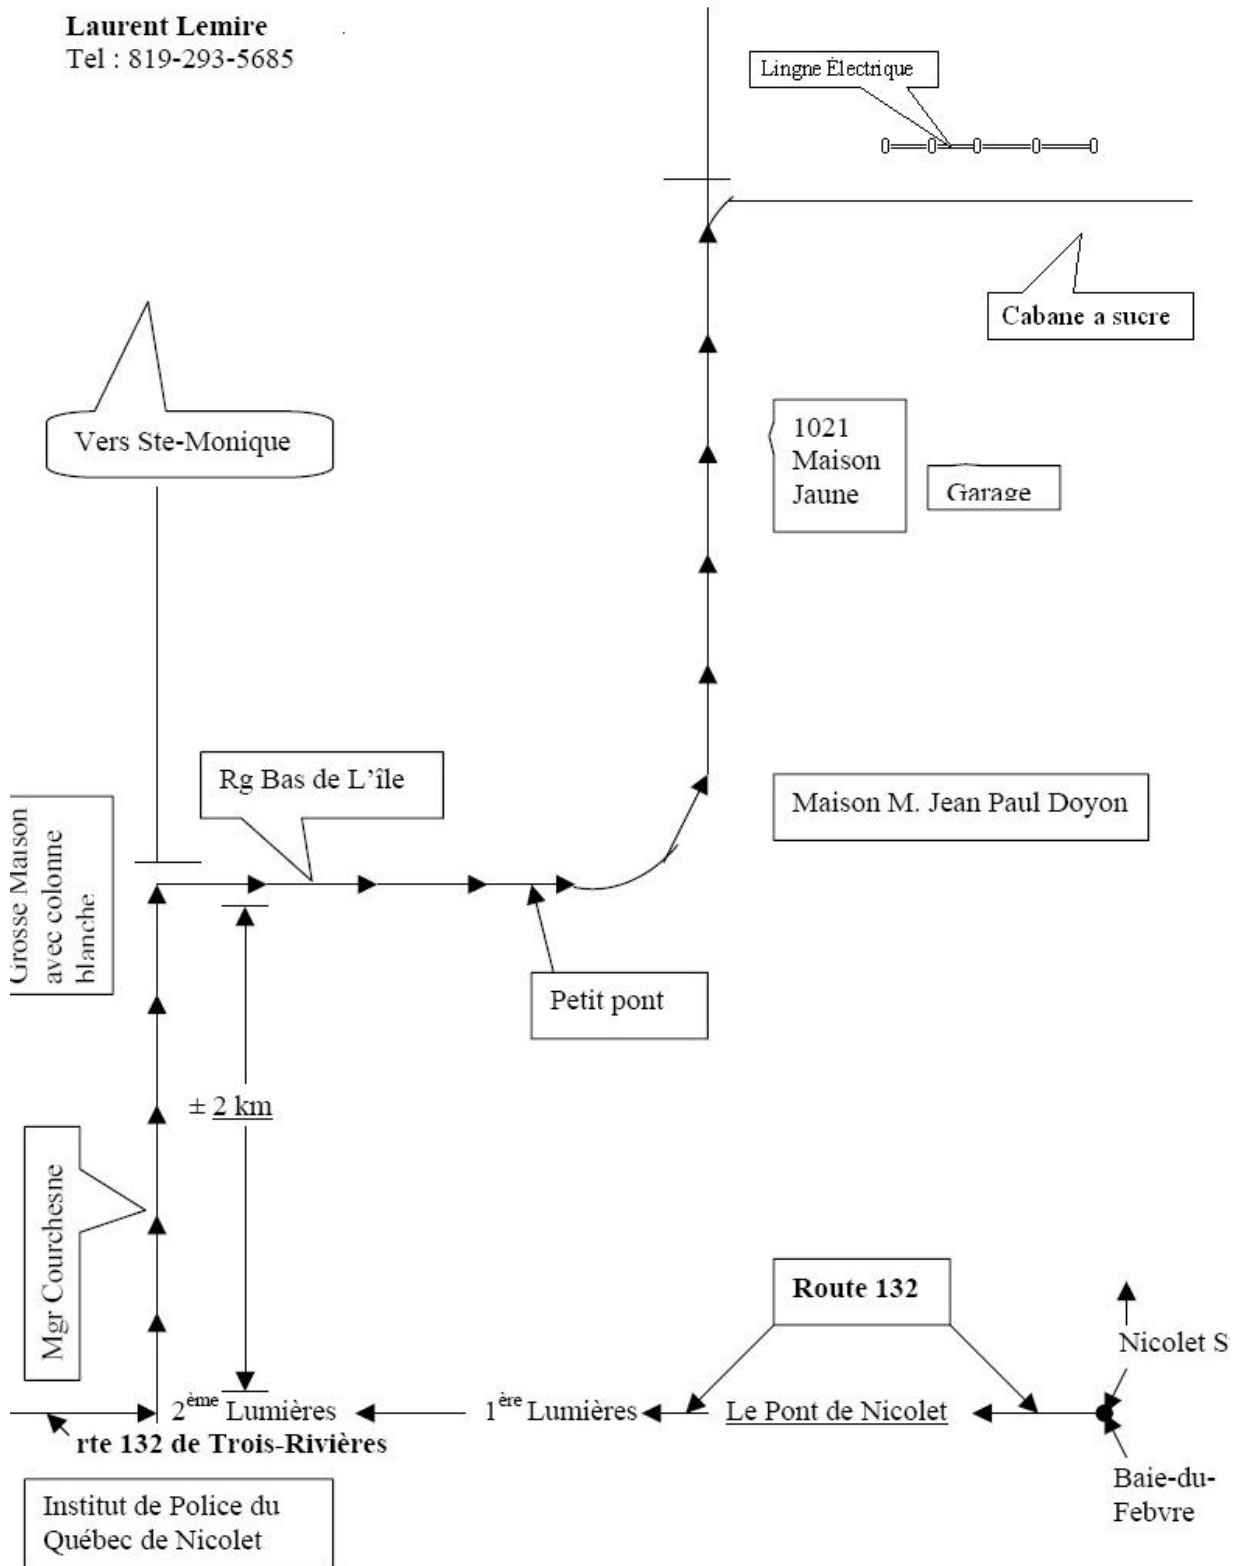 Laurent Lemire
Tel : 819-293-5685
Lingne Électrique
Cabane a sucre
Vers Ste-Monique
1021
Maison
Jaune
Garage
Rg Bas de L'île
Maison M. Jean Paul Doyon
Grosse Maison
avec colonne
blanche
Petit pont
± 2 km
Mgr Courchesne
Route 132
Nicolet S
2ème Lumières
1ère Lumières
Le Pont de Nicolet
rte 132 de Trois-Rivières
Baie-du-
Febvre
Institut de Police du
Québec de Nicolet